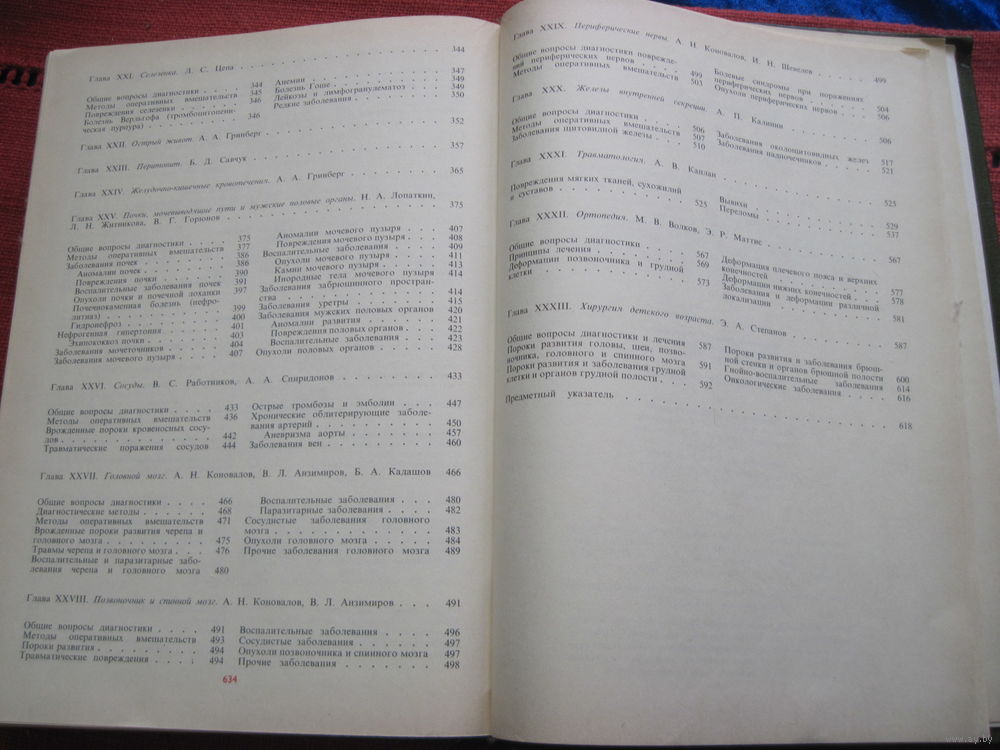 Глава XXI. Селезенка. Л. С. Цепа . . . 344
Общие вопросы диагностики . . . 344
Методы оперативных вмешательств 345
Повреждения селезенки . . . 346
Болезнь Верльгофа (тромбоцитопени-
ческая пурпура) . . . 346
Анемии . . . 347
Болезнь Гоше . . . 349
Лейкозы и лимфогранулематоз . . 349
Редкие заболевания . . . 350
Глава XXII. Острый живот. А. А. Гринберг . . . 352
Глава XXIII. Перитонит. Б. Д. Савчук . . . 357
Глава XXIV. Желудочно-кишечные кровотечения. А. А. Гринберг . . . 365
Глава XXV. Почки, мочевыводящие пути и мужские половые органы. Н. А. Лопаткин,
Л. Н. Житникова, В. Г. Горюнов . . . 375
Общие вопросы диагностики . . . 375
Методы оперативных вмешательств 377
Заболевания почек . . . 386
Аномалии почек . . . 386
Повреждения почки . . . 390
Воспалительные заболевания почек 391
Опухоли почки и почечной лоханки 397
Почечнокаменная болезнь (нефро-
литиаз) . . . 399
Гидронефроз . . . 400
Нефрогенная гипертония . . . 401
Эхинококкоз почки . . . 403
Заболевания мочеточников . . . 404
Заболевания мочевого пузыря . . . 407
Аномалии мочевого пузыря . . . 407
Повреждения мочевого пузыря . . 408
Воспалительные заболевания . . . 409
Опухоли мочевого пузыря . . . 411
Камни мочевого пузыря . . . 413
Инородные тела мочевого пузыря 414
Заболевания забрюшинного простран-
ства . . . 414
Заболевания уретры . . . 415
Заболевания мужских половых органов 420
Аномалии развития . . . 421
Повреждения половых органов . . 422
Воспалительные заболевания . . . 423
Опухоли половых органов . . . 428
Глава XXVI. Сосуды. В. С. Работников, А. А. Спиридонов . . . 433
Общие вопросы диагностики . . . 433
Методы оперативных вмешательств 436
Врожденные пороки кровеносных сосу-
дов . . . 442
Травматические поражения сосудов 444
Острые тромбозы и эмболии . . . 447
Хронические облитерирующие заболе-
вания артерий . . . 450
Аневризма аорты . . . 457
Заболевания вен . . . 460
Глава XXVII. Головной мозг. А. Н. Коновалов, В. Л. Анзимиров, Б. А. Кадашов 466
Общие вопросы диагностики . . . 466
Диагностические методы . . . 468
Методы оперативных вмешательств 471
Врожденные пороки развития черепа и
головного мозга . . . 475
Травмы черепа и головного мозга . . . 476
Воспалительные и паразитарные забо-
левания черепа и головного мозга 480
Воспалительные заболевания . . . 480
Паразитарные заболевания . . . 482
Сосудистые заболевания головного
мозга . . . 483
Опухоли головного мозга . . . 484
Прочие заболевания головного мозга 489
Глава XXVIII. Позвоночник и спинной мозг. А. Н. Коновалов, В. Л. Анзимиров . . . 491
Общие вопросы диагностики . . . 491
Методы оперативных вмешательств 493
Пороки развития . . . 494
Травматические повреждения . . . 494
Воспалительные заболевания . . . 496
Сосудистые заболевания . . . 497
Опухоли позвоночника и спинного мозга 497
Прочие заболевания . . . 498
634
Глава XXIX. Периферические нервы. А. Н. Коновалов, И. Н. Шевелев . . . 499
Общие вопросы диагностики поврежде-
ний периферических нервов . . . 499
Методы оперативных вмешательств 503
Болевые синдромы при поражениях
периферических нервов . . . 504
Опухоли периферических нервов . . 506
Глава XXX. Железы внутренней секреции. А. П. Калинин . . . 506
Общие вопросы диагностики . . . 506
Методы оперативных вмешательств 507
Заболевания щитовидной железы . . 510
Заболевания околощитовидных желез 517
Заболевания надпочечников . . . 521
Глава XXXI. Травматология. А. В. Каплан . . . 525
Повреждения мягких тканей, сухожилий
и суставов . . . 525
Вывихи . . . 529
Переломы . . . 537
Глава XXXII. Ортопедия. М. В. Волков, Э. Р. Маттис . . . 567
Общие вопросы диагностики . . . 567
Принципы лечения . . . 569
Деформации позвоночника и грудной
клетки . . . 573
Деформация плечевого пояса и верхних
конечностей . . . 577
Деформации нижних конечностей . . 578
Заболевания и деформации различной
локализации . . . 581
Глава XXXIII. Хирургия детского возраста. Э. А. Степанов . . . 587
Общие вопросы диагностики и лечения 587
Пороки развития головы, шеи, позво-
ночника, головного и спинного мозга 591
Пороки развития и заболевания грудной
клетки и органов грудной полости . . 592
Пороки развития и заболевания брюш-
ной стенки и органов брюшной полости 600
Гнойно-воспалительные заболевания 614
Онкологические заболевания . . . 616
Предметный указатель . . . 618
www.ay.by